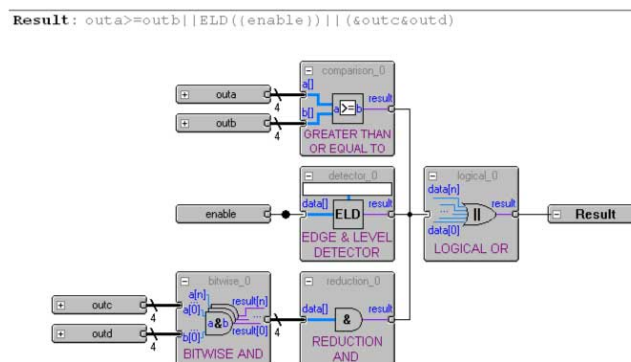 Result: outa>=outb||ELD({enable})||(&outc&outd)
comparison_0
a[]
outa
4
b[]
a >= b
result
outb
4
GREATER THAN
OR EQUAL TO
detector_0
data[]
enable
ELD
result
EDGE & LEVEL
DETECTOR
logical_0
data[n]
...
data[0]
||
result
LOGICAL OR
Result
bitwise_0
a[n]
...
a[0]
outc
4
a & b
result[n]
...
result[0]
outd
4
b[0]
BITWISE AND
4
reduction_0
data[]
&
result
REDUCTION
AND